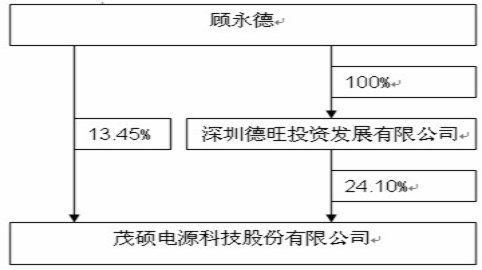 顾永德
100%
13.45%
深圳德旺投资发展有限公司
24.10%
茂硕电源科技股份有限公司